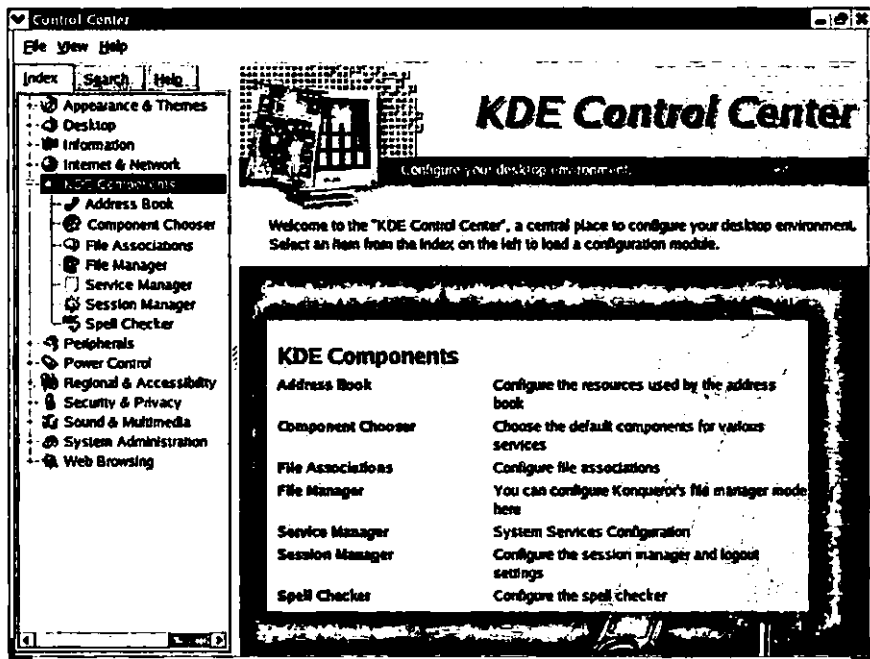 Control Center
File View Help
Index Search Help
Appearance & Themes
Desktop
Information
Internet & Network
KDE Components
Address Book
Component Chooser
File Associations
File Manager
Service Manager
Session Manager
Spell Checker
Peripherals
Power Control
Regional & Accessibility
Security & Privacy
Sound & Multimedia
System Administration
Web Browsing
KDE Control Center
Configure your desktop environment.
Welcome to the "KDE Control Center", a central place to configure your desktop environment.
Select an item from the index on the left to load a configuration module.
KDE Components
Address Book Configure the resources used by the address
book
Component Chooser Choose the default components for various
services
File Associations Configure file associations
File Manager You can configure Konqueror's file manager mode
here
Service Manager System Services Configuration
Session Manager Configure the session manager and logout
settings
Spell Checker Configure the spell checker